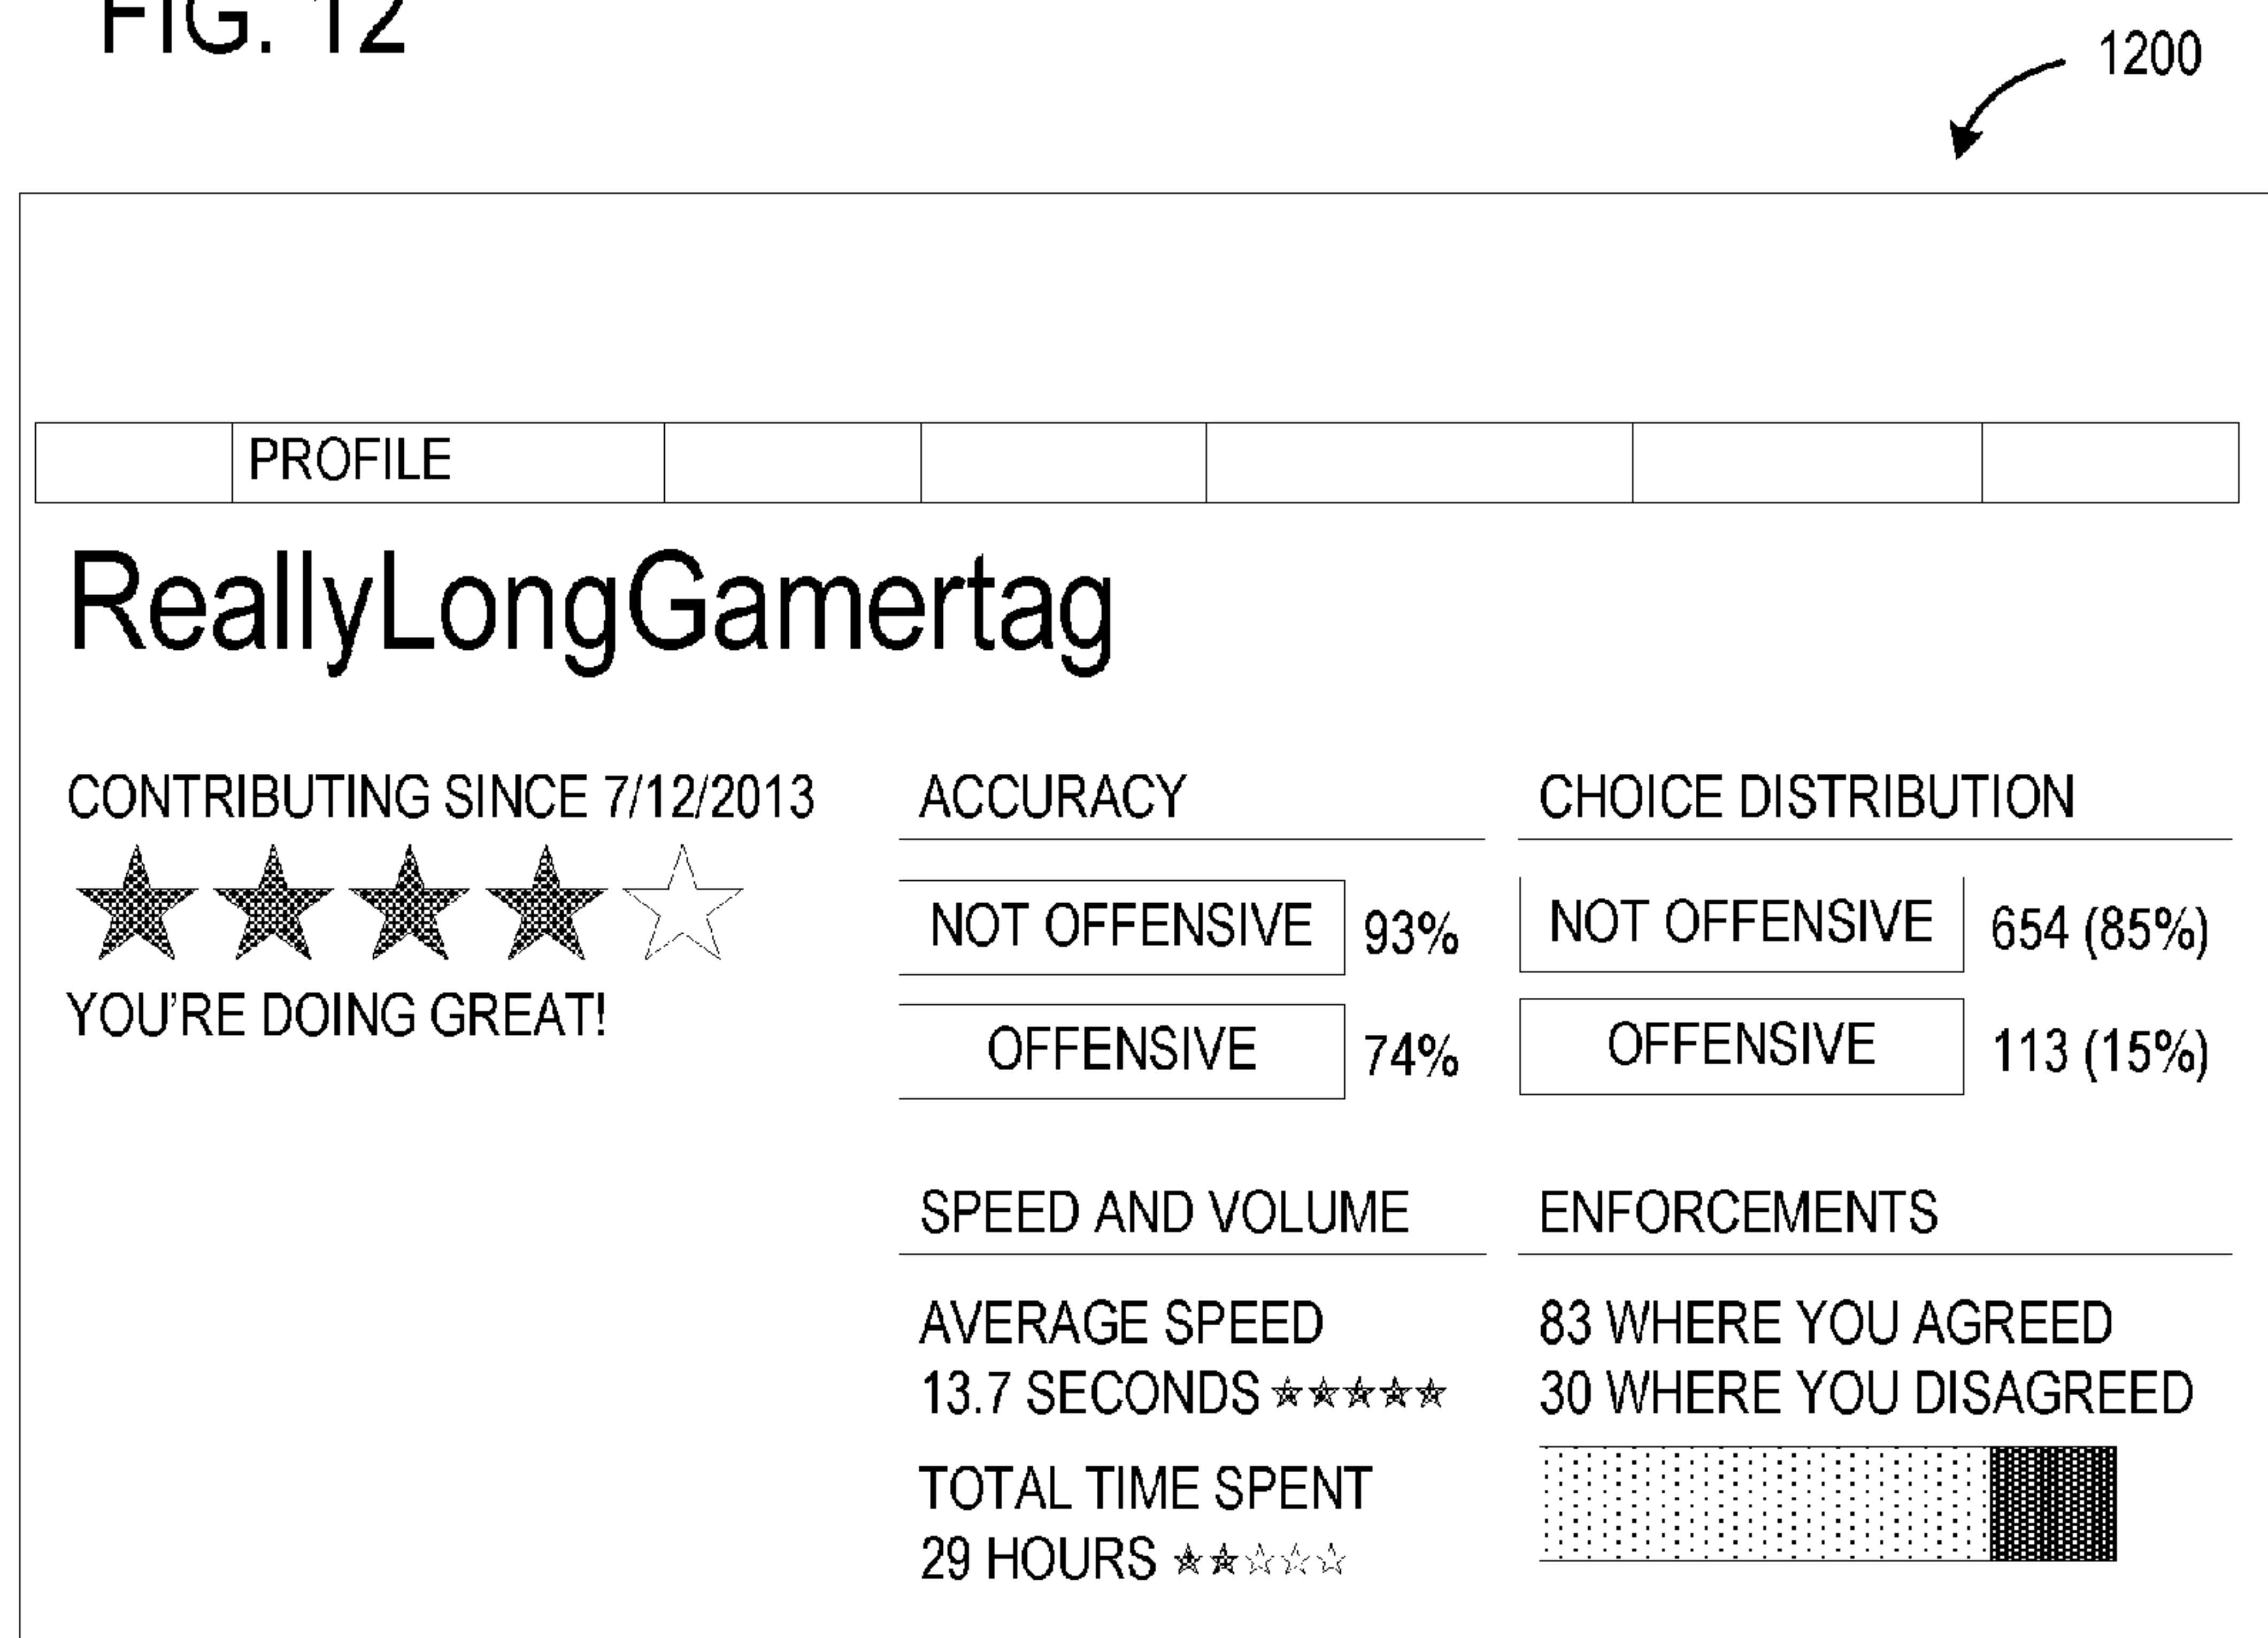 FIG. 12
1200
PROFILE
ReallyLongGamertag
CONTRIBUTING SINCE 7/12/2013
YOU'RE DOING GREAT!
ACCURACY
NOT OFFENSIVE 93%
OFFENSIVE 74%
CHOICE DISTRIBUTION
NOT OFFENSIVE 654 (85%)
OFFENSIVE 113 (15%)
SPEED AND VOLUME
AVERAGE SPEED
13.7 SECONDS
TOTAL TIME SPENT
29 HOURS
ENFORCEMENTS
83 WHERE YOU AGREED
30 WHERE YOU DISAGREED